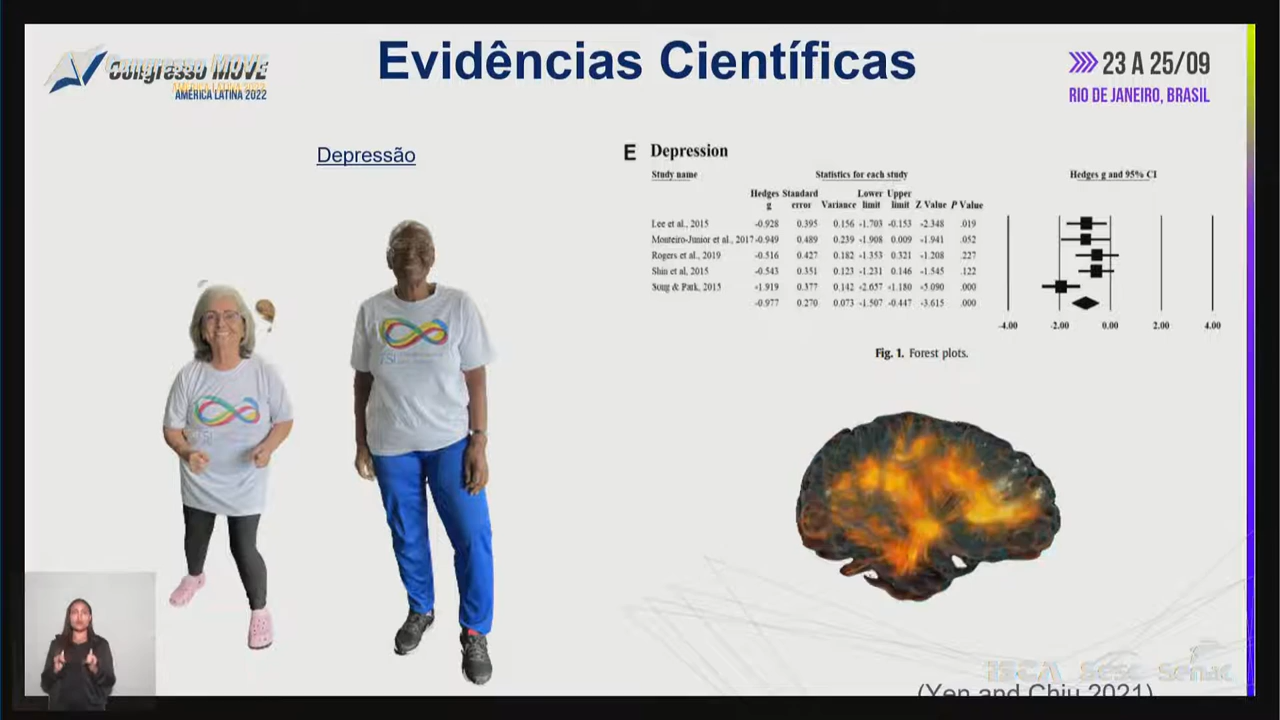 Evidências Científicas
Congresso MOVE
AMÉRICA LATINA 2022
23 A 25/09
RIO DE JANEIRO, BRASIL
Depressão
E Depression
Study name Statistics for each study Hedges g and 95% CI
Hedges g Standard error Variance Lower limit Upper limit Z Value P Value
Lee et al., 2015 -0.928 0.395 0.156 -1.703 -0.153 -2.348 .019
Monteiro-Junior et al., 2017 -0.949 0.489 0.239 -1.908 0.009 -1.941 .052
Rogers et al., 2019 -0.516 0.427 0.182 -1.353 0.321 -1.208 .227
Shin et al, 2015 -0.543 0.351 0.123 -1.231 0.146 -1.545 .122
Song & Park, 2015 -1.919 0.377 0.142 -2.657 -1.180 -5.090 .000
-0.977 0.270 0.073 -1.507 -0.447 -3.615 .000
-4.00 -2.00 0.00 2.00 4.00
Fig. 1. Forest plots.
ISCA Sesc Senac
(Yen and Chiu 2021)